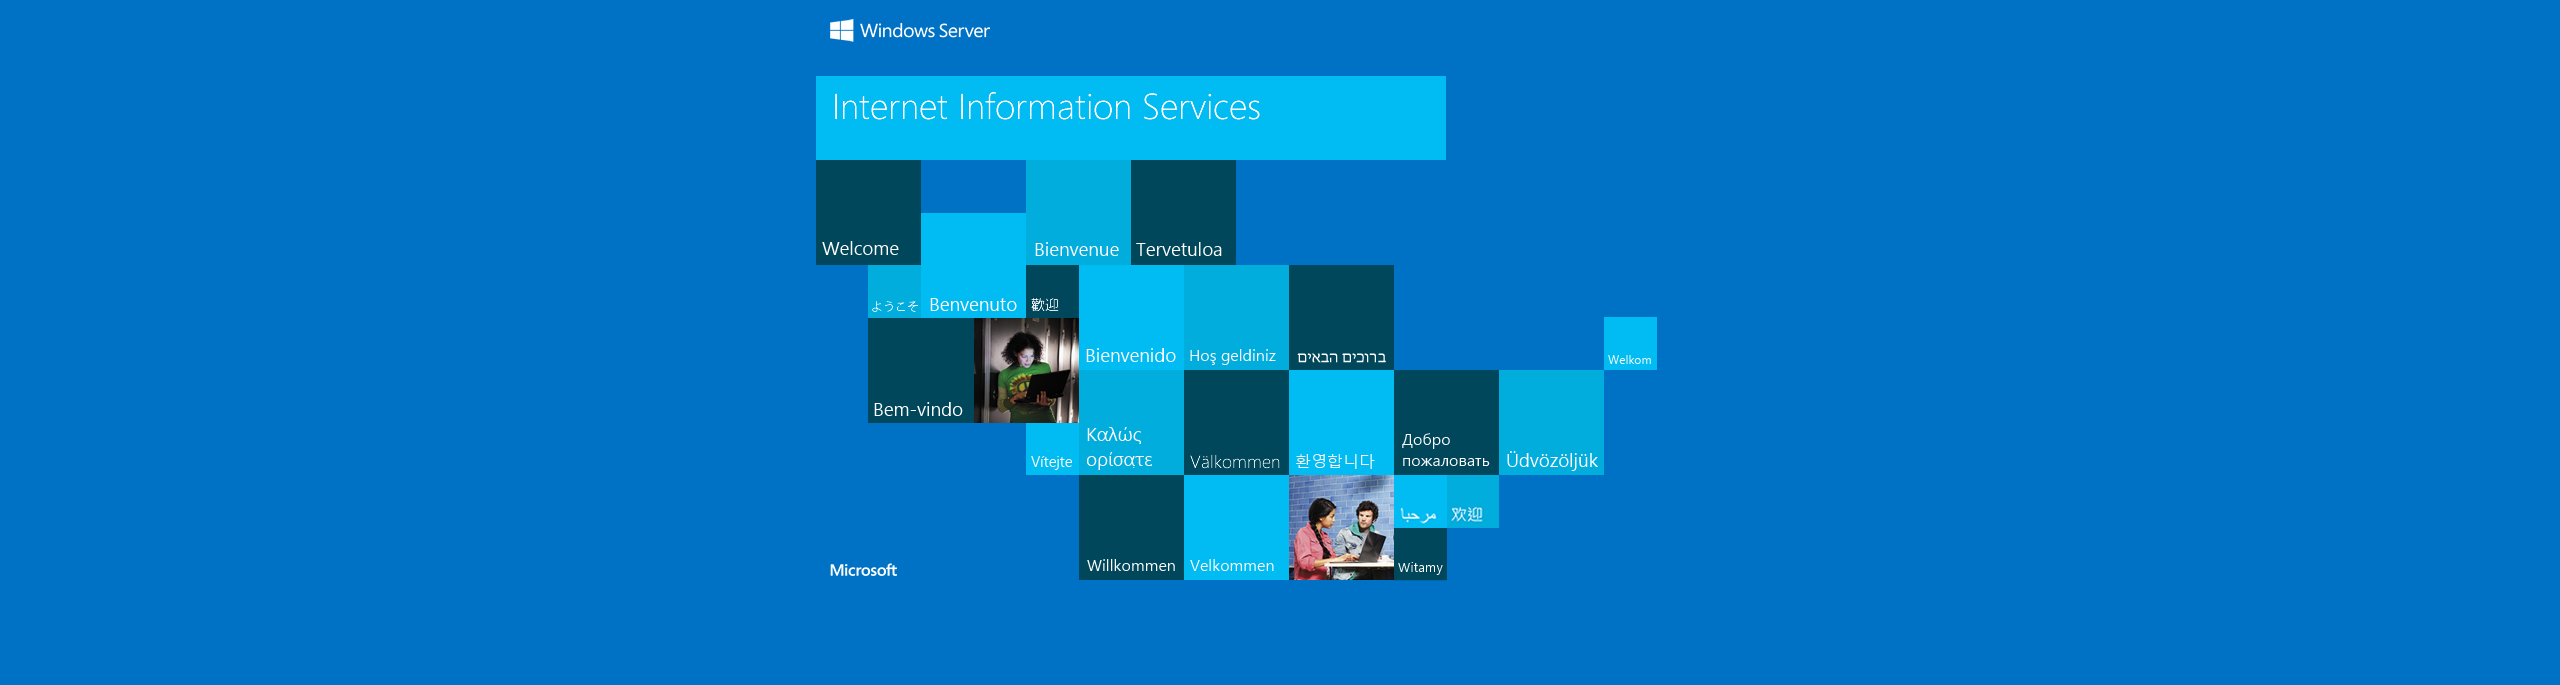 Windows Server
Internet Information Services
Welcome
Bienvenue
Tervetuloa
ようこそ
Benvenuto
歡迎
Bienvenido
Hoş geldiniz
ברוכים הבאים
Welkom
Bem-vindo
Vítejte
Καλώς
ορίσατε
Välkommen
환영합니다
Добро
пожаловать
Üdvözöljük
مرحبا
欢迎
Willkommen
Velkommen
Witamy
Microsoft